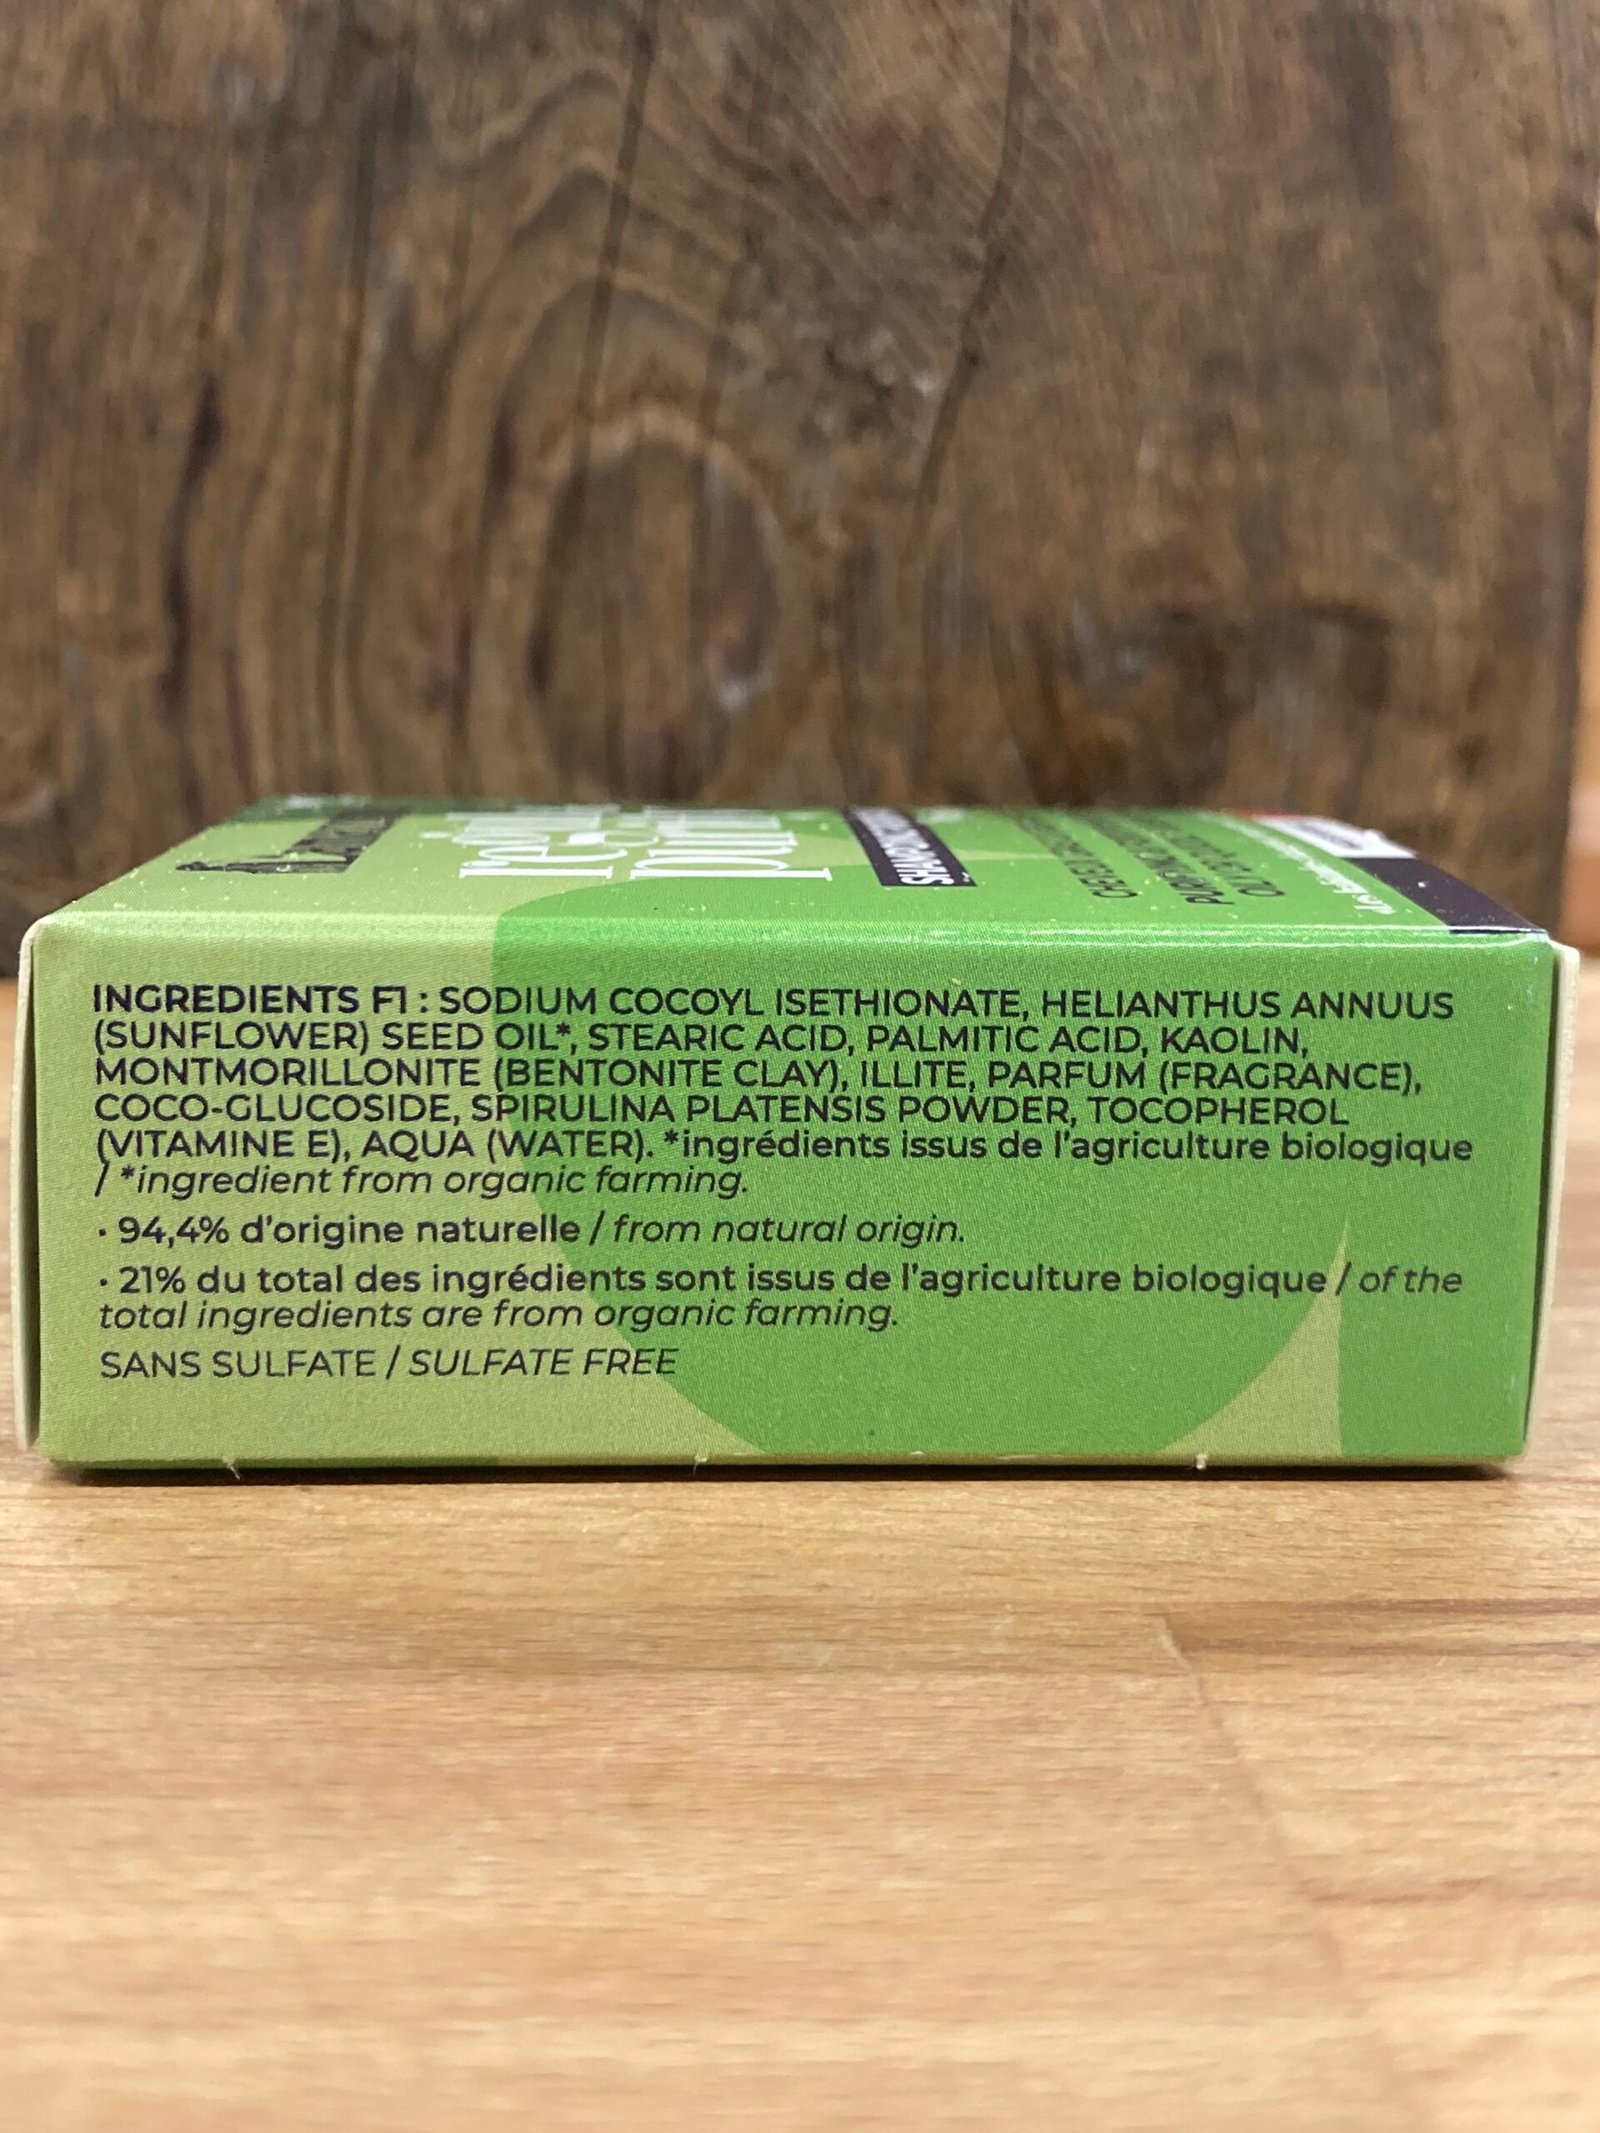 SHAMPOING
INGREDIENTS F1 : SODIUM COCOYL ISETHIONATE, HELIANTHUS ANNUUS
(SUNFLOWER) SEED OIL*, STEARIC ACID, PALMITIC ACID, KAOLIN,
MONTMORILLONITE (BENTONITE CLAY), ILLITE, PARFUM (FRAGRANCE),
COCO-GLUCOSIDE, SPIRULINA PLATENSIS POWDER, TOCOPHEROL
(VITAMINE E), AQUA (WATER). *ingrédients issus de l'agriculture biologique
/ *ingredient from organic farming.
• 94,4% d'origine naturelle / from natural origin.
• 21% du total des ingrédients sont issus de l'agriculture biologique / of the
total ingredients are from organic farming.
SANS SULFATE / SULFATE FREE